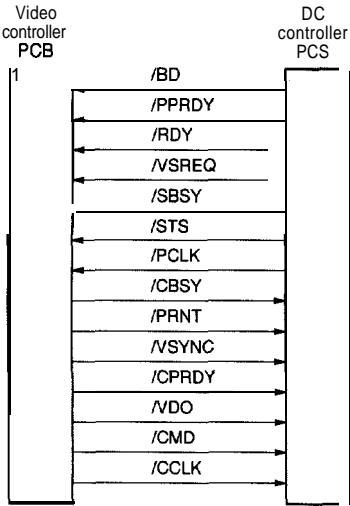 Video
controller
PCB
DC
controller
PCS
1
/BD
/PPRDY
/RDY
/VSREQ
/SBSY
/STS
/PCLK
/CBSY
/PRNT
/VSYNC
/CPRDY
/VDO
/CMD
/CCLK